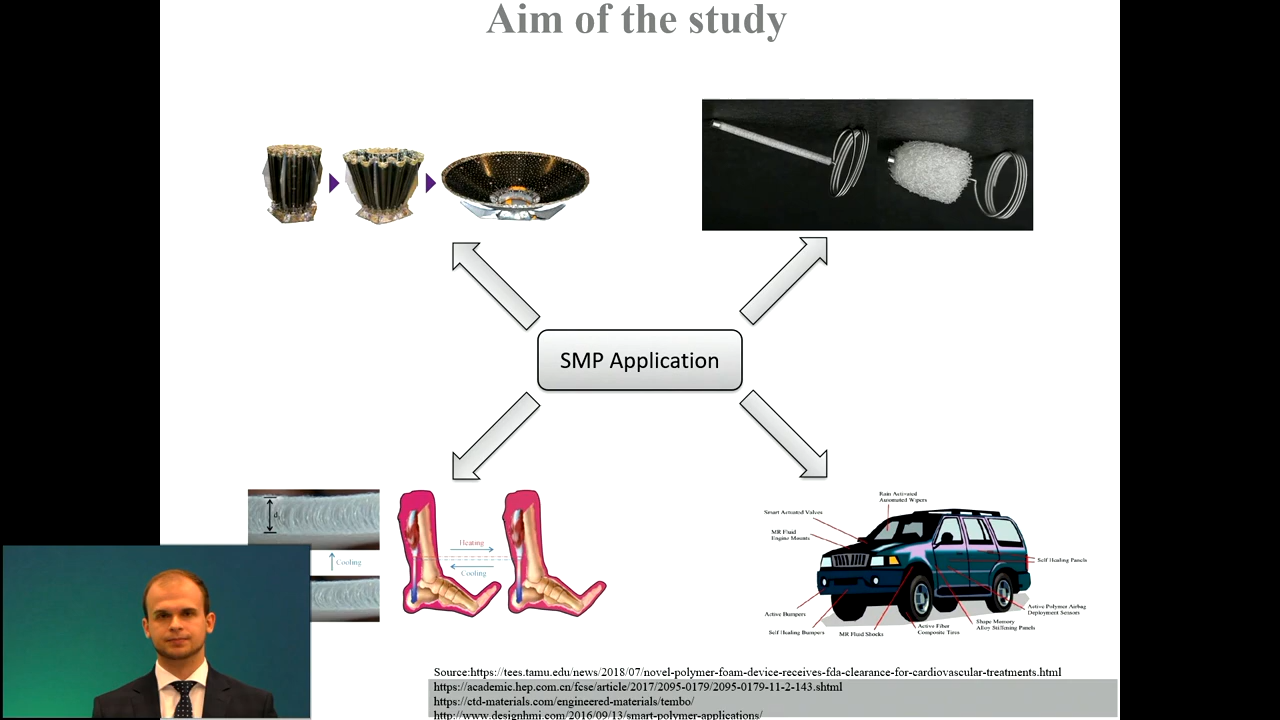 Aim of the study
SMP Application
d
Cooling
Heating
Cooling
Rain Activated
Automated Wipers
Smart Actuated Valves
MR Fluid
Engine Mounts
Self Healing Panels
Active Bumpers
Self Healing Bumpers
MR Fluid Shocks
Active Fiber
Composite Tires
Shape Memory
Alloy Stiffening Panels
Active Polymer Airbag
Deployment Sensors
Source:https://tees.tamu.edu/news/2018/07/novel-polymer-foam-device-receives-fda-clearance-for-cardiovascular-treatments.html
https://academic.hep.com.cn/fcse/article/2017/2095-0179/2095-0179-11-2-143.shtml
https://ctd-materials.com/engineered-materials/tembo/
http://www.designhmi.com/2016/09/13/smart-polymer-applications/